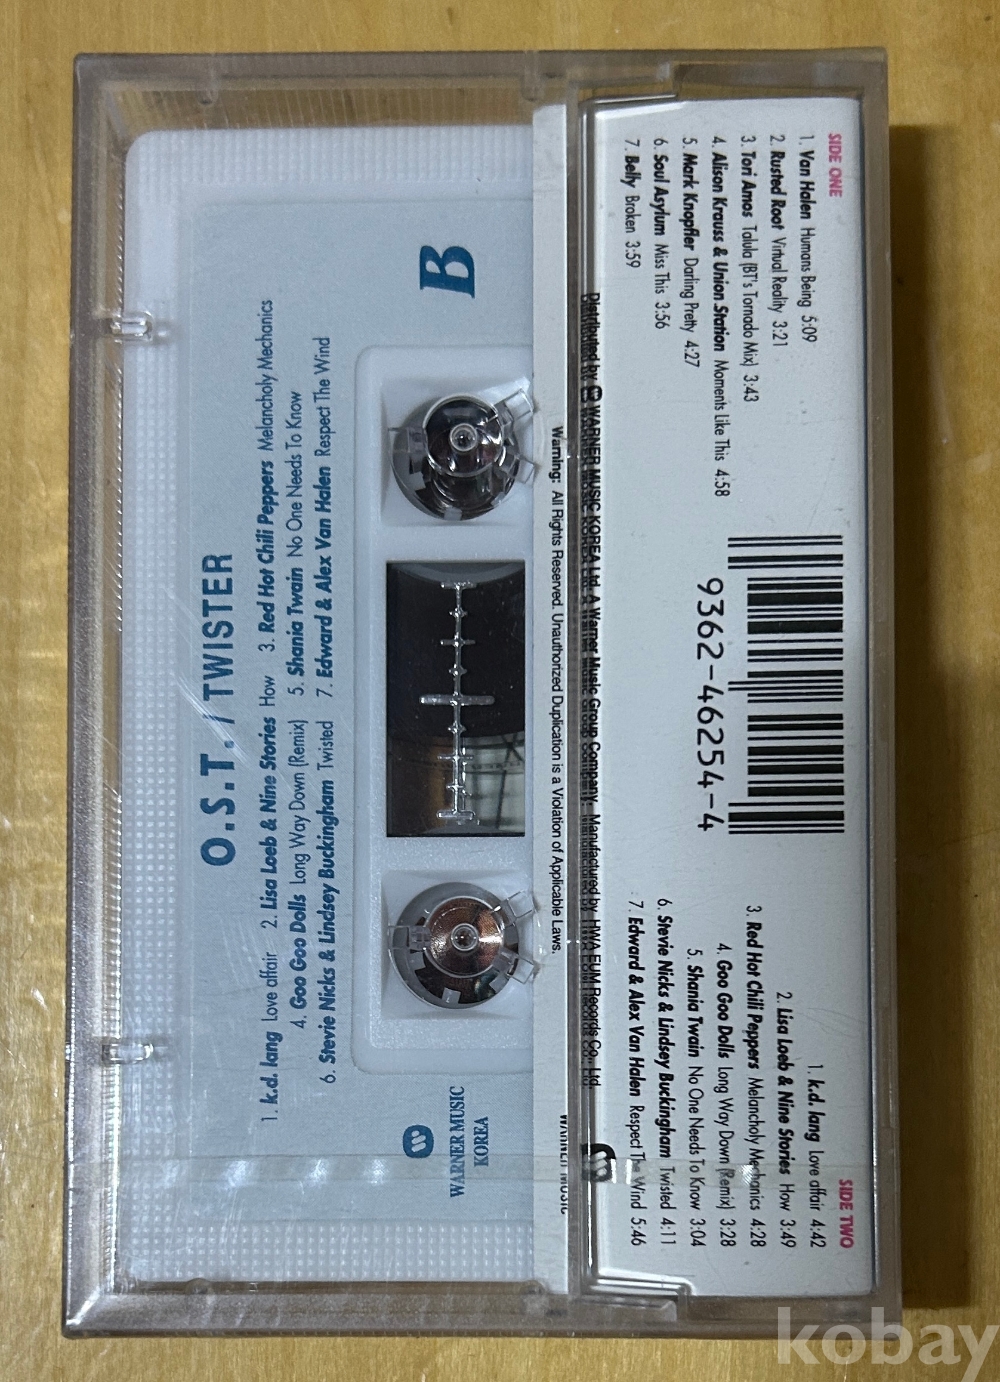 SIDE ONE
1. Van Halen Humans Being 5:09
2. Rusted Root Virtual Reality 3:21
3. Tori Amos Talula (BT's Tornado Mix) 3:43
4. Alison Krauss & Union Station Moments Like This 4:58
5. Mark Knopfler Darling Pretty 4:27
6. Soul Asylum Miss This 3:56
7. Belly Broken 3:59
9362-46254-4
SIDE TWO
1. k.d. lang Love affair 4:42
2. Lisa Loeb & Nine Stories How 3:49
3. Red Hot Chili Peppers Melancholy Mechanics 4:28
4. Goo Goo Dolls Long Way Down (Remix) 3:28
5. Shania Twain No One Needs To Know 3:04
6. Stevie Nicks & Lindsey Buckingham Twisted 4:11
7. Edward & Alex Van Halen Respect The Wind 5:46
Distributed by WARNER MUSIC KOREA Ltd. A Warner Music Group Company. Manufactured by HWA EUM Records Co., Ltd.
Warning: All Rights Reserved. Unauthorized Duplication is a Violation of Applicable Laws.
WARNER MUSIC
B
O.S.T. / TWISTER
1. k.d. lang Love affair 2. Lisa Loeb & Nine Stories How 3. Red Hot Chili Peppers Melancholy Mechanics
4. Goo Goo Dolls Long Way Down (Remix) 5. Shania Twain No One Needs To Know
6. Stevie Nicks & Lindsey Buckingham Twisted 7. Edward & Alex Van Halen Respect The Wind
WARNER MUSIC
KOREA
kobay